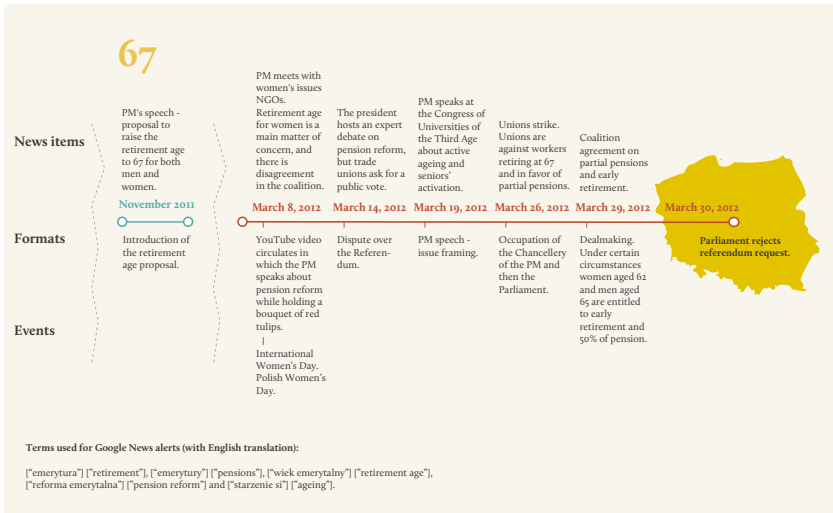 67
News items
PM's speech -
proposal to
raise the
retirement age
to 67 for both
men and
women.
November 2011
Introduction of
the retirement
age proposal.
PM meets with
women's issues
NGOs.
Retirement age
for women is a
main matter of
concern, and
there is
disagreement
in the coalition.
March 8, 2012
YouTube video
circulates in
which the PM
speaks about
pension reform
while holding a
bouquet of red
tulips.
International
Women's Day.
Polish Women's
Day.
The president
hosts an expert
debate on
pension reform,
but trade
unions ask for a
public vote.
March 14, 2012
Dispute over
the Referen-
dum.
PM speaks at
the Congress of
Universities of
the Third Age
about active
ageing and
seniors'
activation.
March 19, 2012
PM speech -
issue framing.
Unions strike.
Unions are
against workers
retiring at 67
and in favor of
partial pensions.
March 26, 2012
Occupation of
the Chancellery
of the PM and
then the
Parliament.
Coalition
agreement on
partial pensions
and early
retirement.
March 29, 2012
Dealmaking.
Under certain
circumstances
women aged 62
and men aged
65 are entitled
to early
retirement and
50% of pension.
March 30, 2012
Parliament rejects
referendum request.
Formats
Events
Terms used for Google News alerts (with English translation):
[“emerytura”] [”retirement”], [“emerytury”] [”pensions”], [“wiek emerytalny”] [”retirement age”],
[“reforma emerytalna”] [”pension reform”] and [“starzenie si”] [”ageing”].